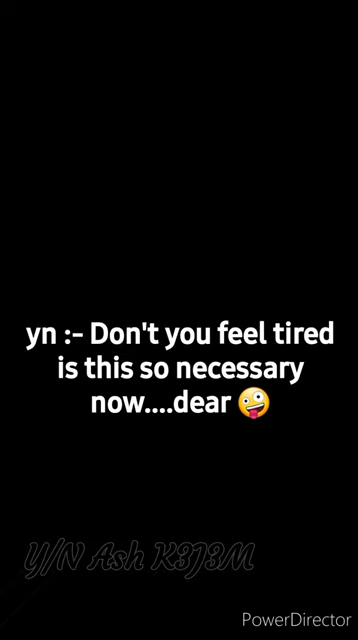 yn :- Don't you feel tired
is this so necessary
now....dear 🤪
Y/N Ash K3J3M
PowerDirector